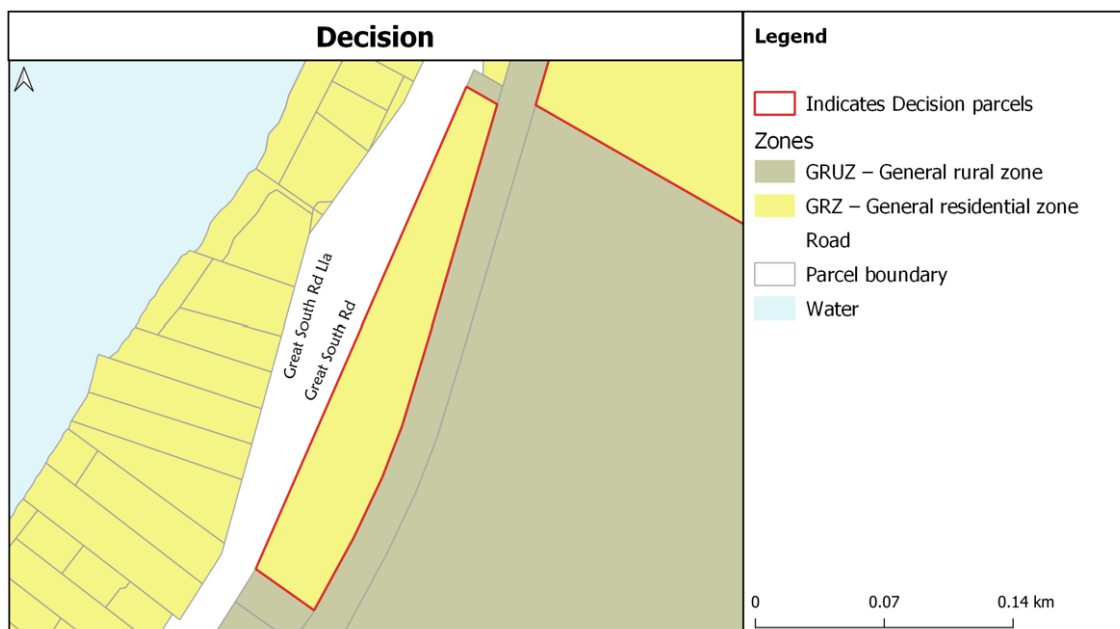 Decision
Great South Rd Lla
Great South Rd
Legend
Indicates Decision parcels
Zones
GRUZ – General rural zone
GRZ – General residential zone
Road
Parcel boundary
Water
0 0.07 0.14 km